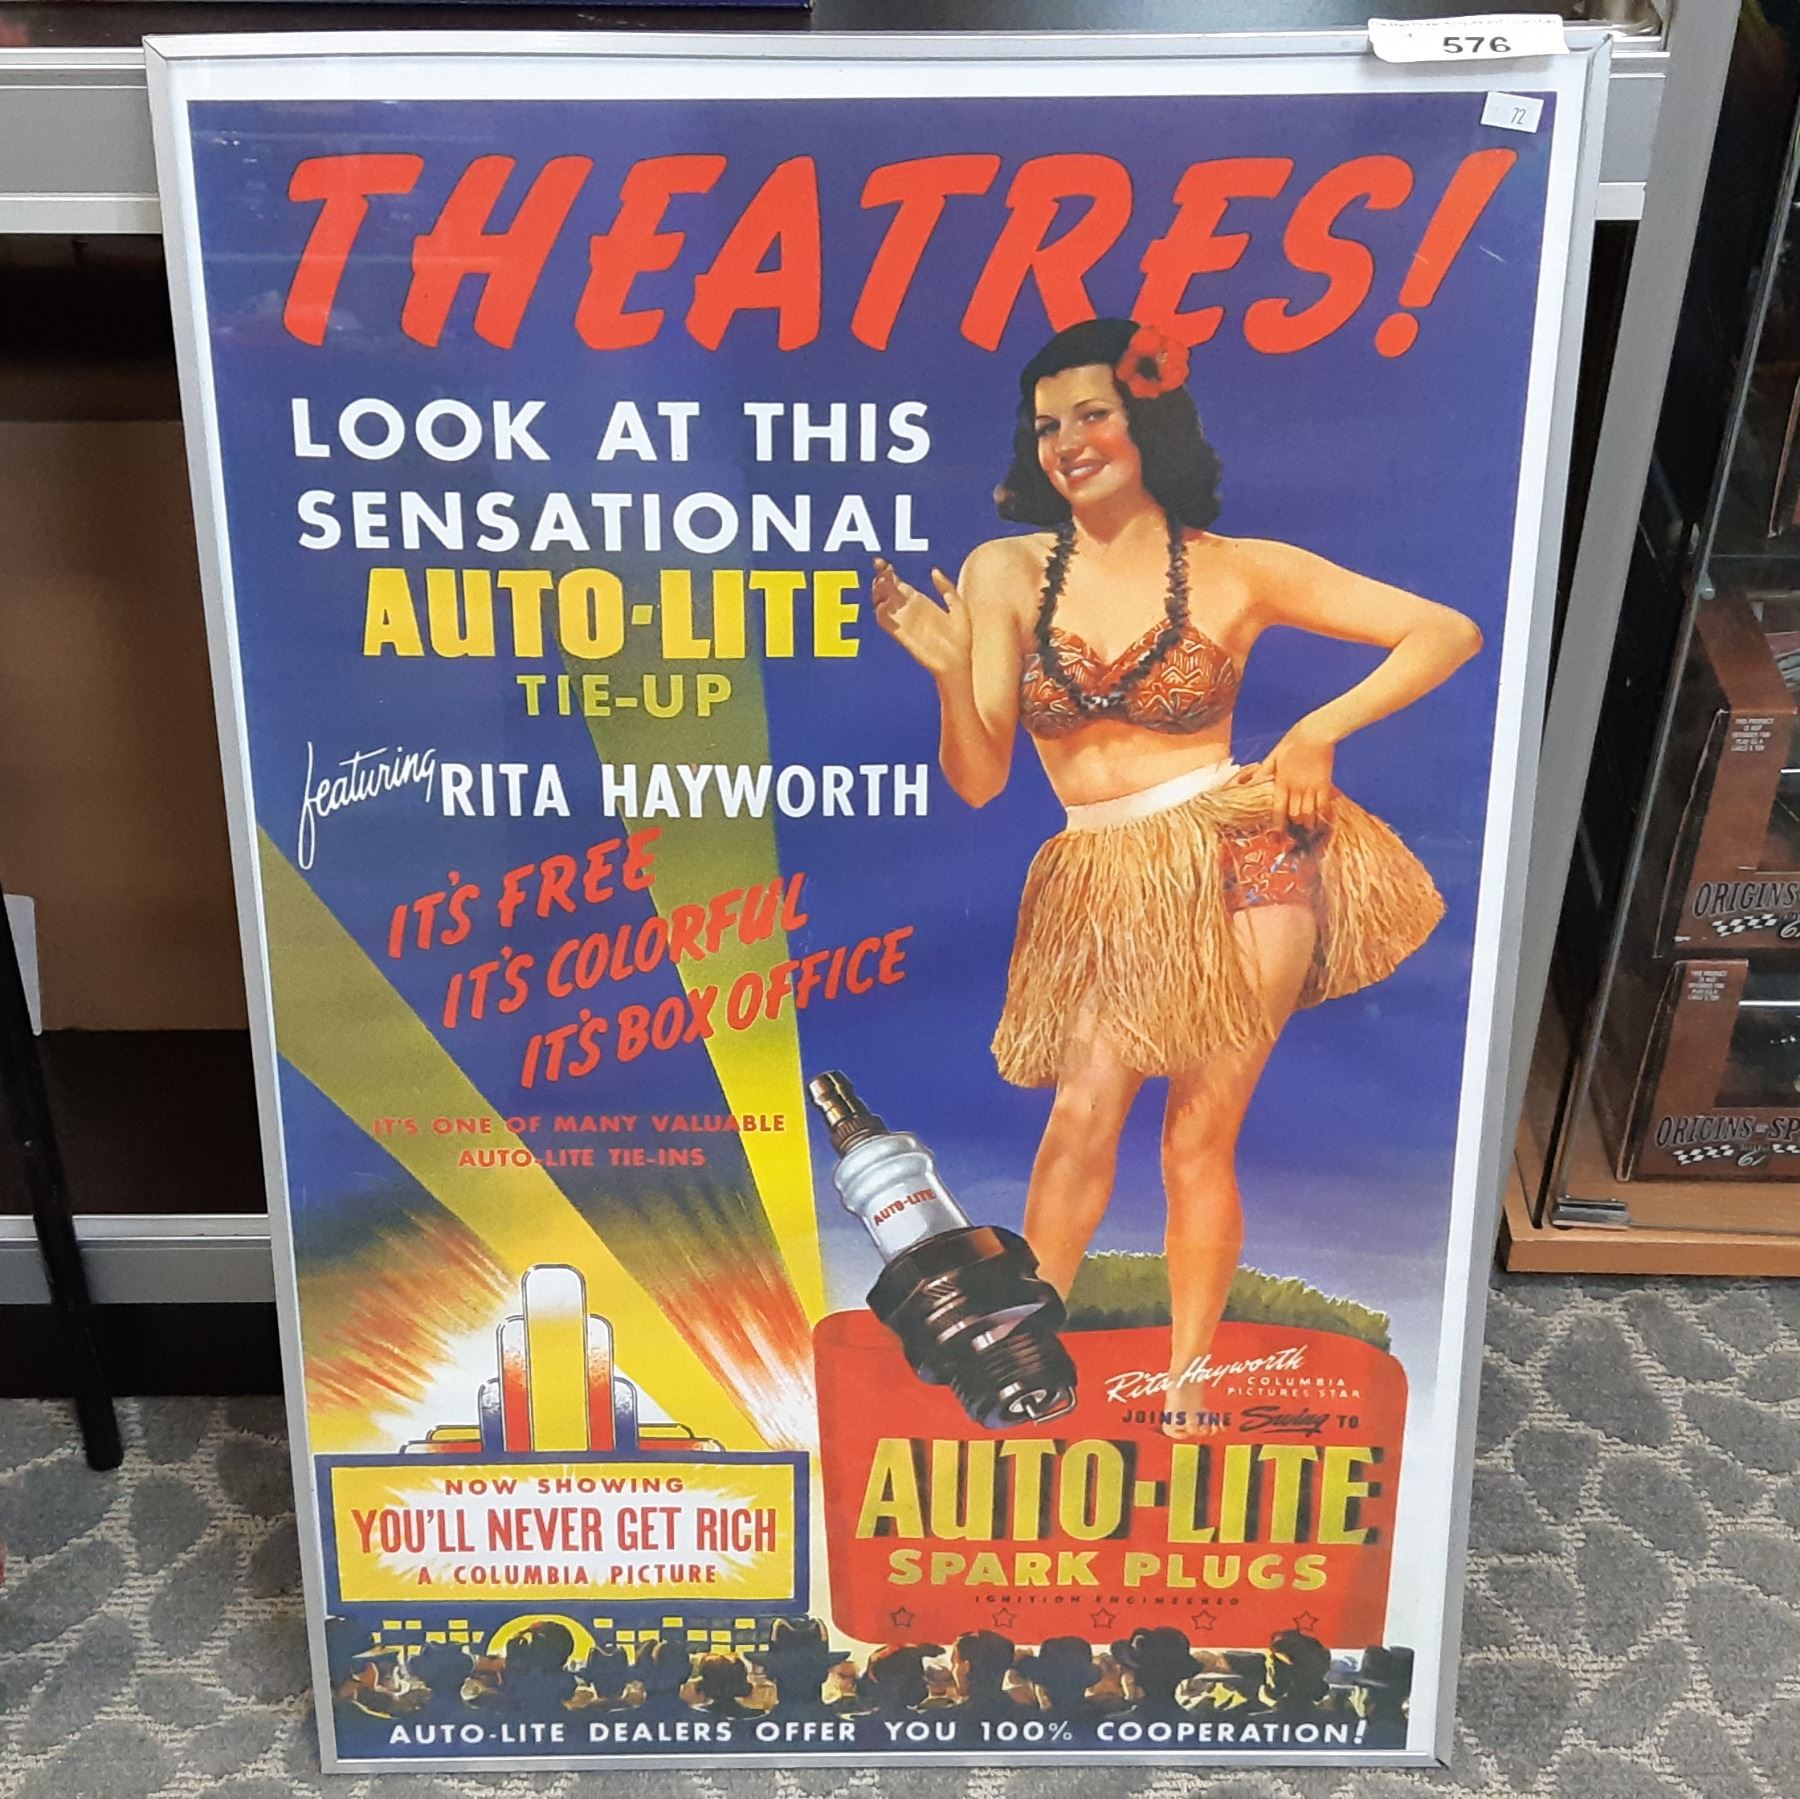 576
72
THEATRES!
LOOK AT THIS
SENSATIONAL
AUTO-LITE
TIE-UP
featuring RITA HAYWORTH
IT'S FREE
IT'S COLORFUL
IT'S BOX OFFICE
IT'S ONE OF MANY VALUABLE
AUTO-LITE TIE-INS
AUTO-LITE
Rita Hayworth
COLUMBIA
PICTURES STAR
JOINS THE Swing TO
AUTO-LITE
SPARK PLUGS
IGNITION ENGINEERED
NOW SHOWING
YOU'LL NEVER GET RICH
A COLUMBIA PICTURE
AUTO-LITE DEALERS OFFER YOU 100% COOPERATION!
ORIGINS
ORIGINS